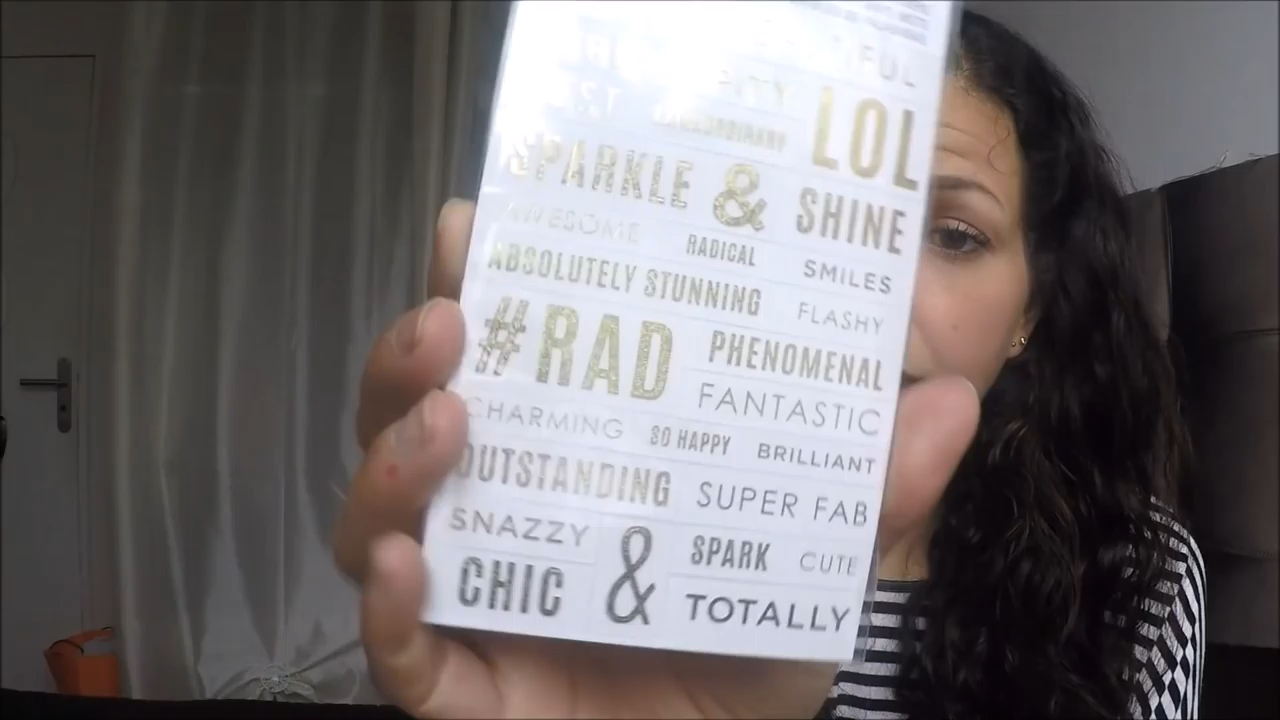 LOL
SPARKLE & SHINE
AWESOME RADICAL SMILES
ABSOLUTELY STUNNING FLASHY
#RAD PHENOMENAL
FANTASTIC
CHARMING SO HAPPY BRILLIANT
OUTSTANDING SUPER FAB
SNAZZY & SPARK CUTE
CHIC TOTALLY